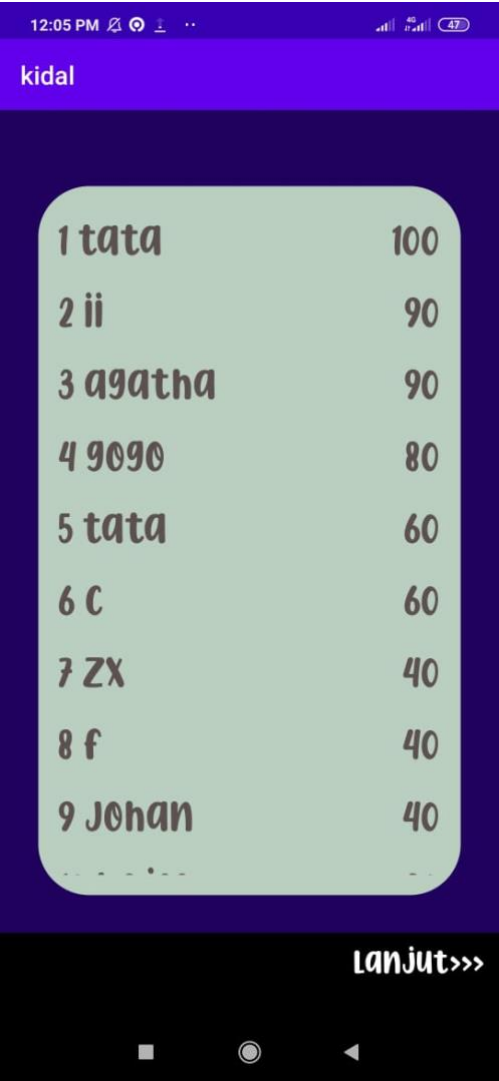 12:05 PM 4G 47
kidal
1 tata 100
2 ii 90
3 agatha 90
4 gogo 80
5 tata 60
6 C 60
7 ZX 40
8 f 40
9 Johan 40
Lanjut>>>